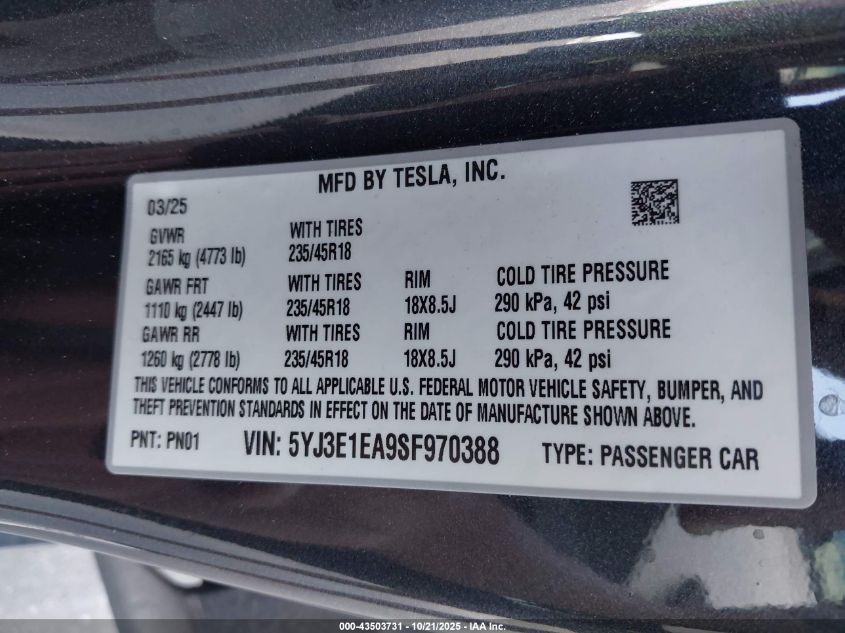 MFD BY TESLA, INC.
03/25
GVWR WITH TIRES
2165 kg (4773 lb) 235/45R18
GAWR FRT WITH TIRES RIM COLD TIRE PRESSURE
1110 kg (2447 lb) 235/45R18 18X8.5J 290 kPa, 42 psi
GAWR RR WITH TIRES RIM COLD TIRE PRESSURE
1260 kg (2778 lb) 235/45R18 18X8.5J 290 kPa, 42 psi
THIS VEHICLE CONFORMS TO ALL APPLICABLE U.S. FEDERAL MOTOR VEHICLE SAFETY, BUMPER, AND
THEFT PREVENTION STANDARDS IN EFFECT ON THE DATE OF MANUFACTURE SHOWN ABOVE.
PNT: PN01 VIN: 5YJ3E1EA9SF970388 TYPE: PASSENGER CAR
000-43503731 - 10/21/2025 - IAA, Inc.